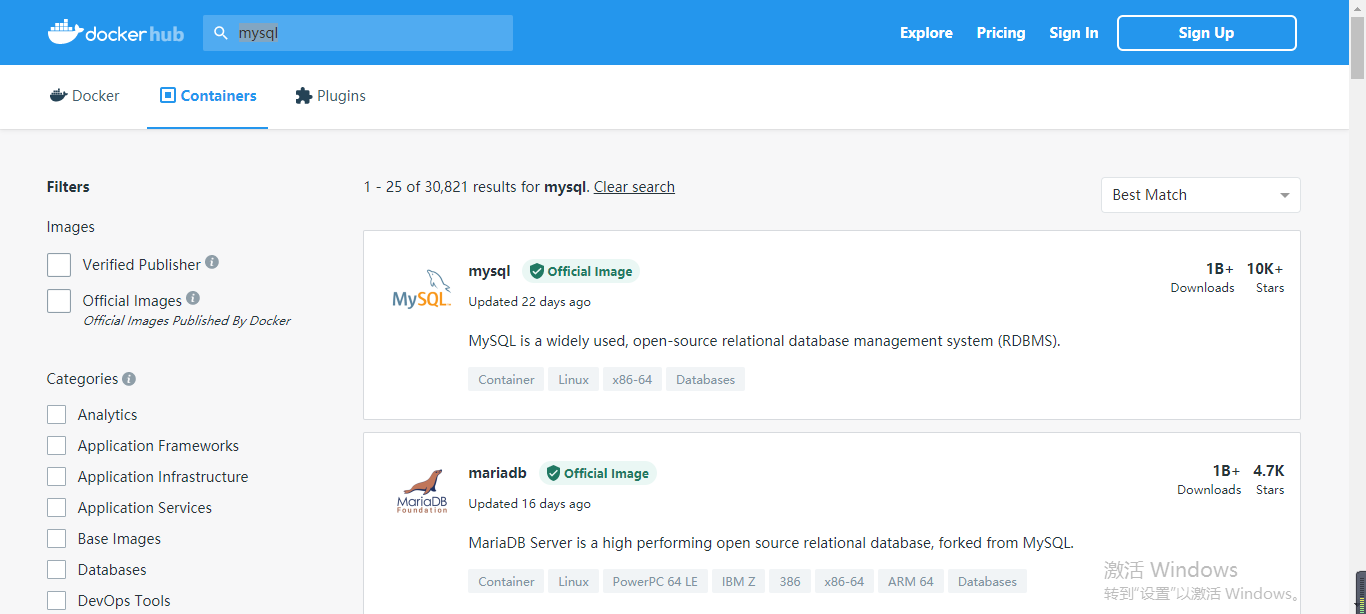 docker hub
mysql
Explore
Pricing
Sign In
Sign Up
Docker
Containers
Plugins
Filters
Images
Verified Publisher
Official Images
Official Images Published By Docker
Categories
Analytics
Application Frameworks
Application Infrastructure
Application Services
Base Images
Databases
DevOps Tools
1 - 25 of 30,821 results for mysql. Clear search
Best Match
MySQL
mysql
Official Image
Updated 22 days ago
1B+ 10K+
Downloads Stars
MySQL is a widely used, open-source relational database management system (RDBMS).
Container Linux x86-64 Databases
MariaDB
Foundation
mariadb
Official Image
Updated 16 days ago
1B+ 4.7K
Downloads Stars
MariaDB Server is a high performing open source relational database, forked from MySQL.
Container Linux PowerPC 64 LE IBM Z 386 x86-64 ARM 64 Databases
激活 Windows
转到"设置"以激活 Windows。